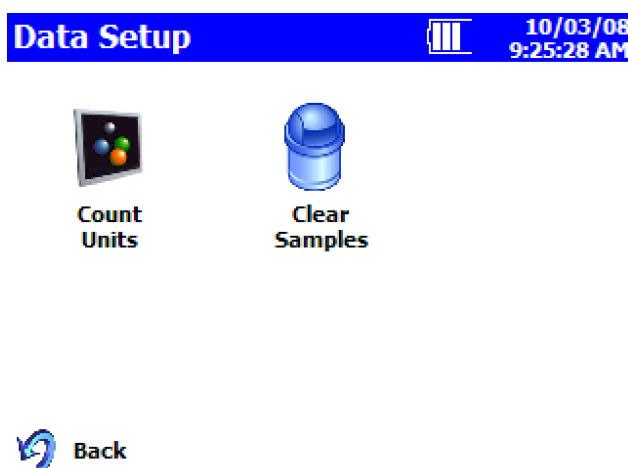 Data Setup
10/03/08
9:25:28 AM
Count
Units
Clear
Samples
Back